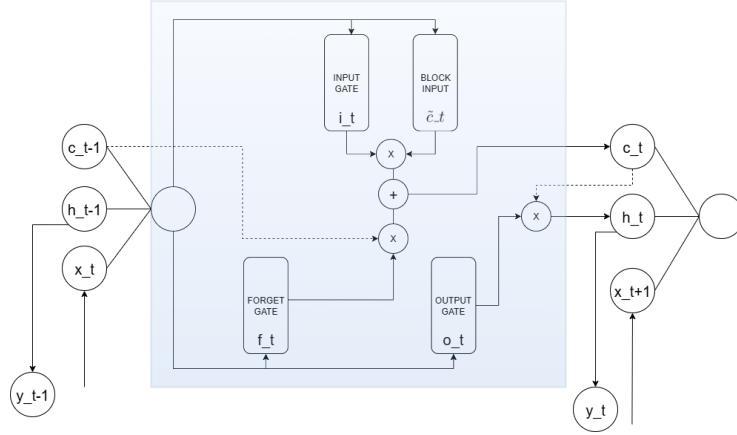 INPUT
GATE
i_t
BLOCK
INPUT
c̃_t
c_t-1
x
c_t
+
h_t-1
x
h_t
x
x_t
FORGET
GATE
f_t
OUTPUT
GATE
o_t
x_t+1
y_t-1
y_t